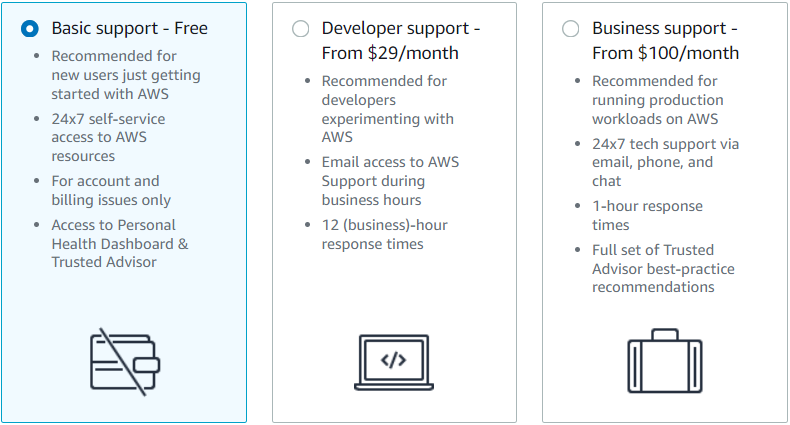 Basic support - Free
• Recommended for
new users just getting
started with AWS
• 24x7 self-service
access to AWS
resources
• For account and
billing issues only
• Access to Personal
Health Dashboard &
Trusted Advisor
Developer support -
From $29/month
• Recommended for
developers
experimenting with
AWS
• Email access to AWS
Support during
business hours
• 12 (business)-hour
response times
</>
Business support -
From $100/month
• Recommended for
running production
workloads on AWS
• 24x7 tech support via
email, phone, and
chat
• 1-hour response
times
• Full set of Trusted
Advisor best-practice
recommendations